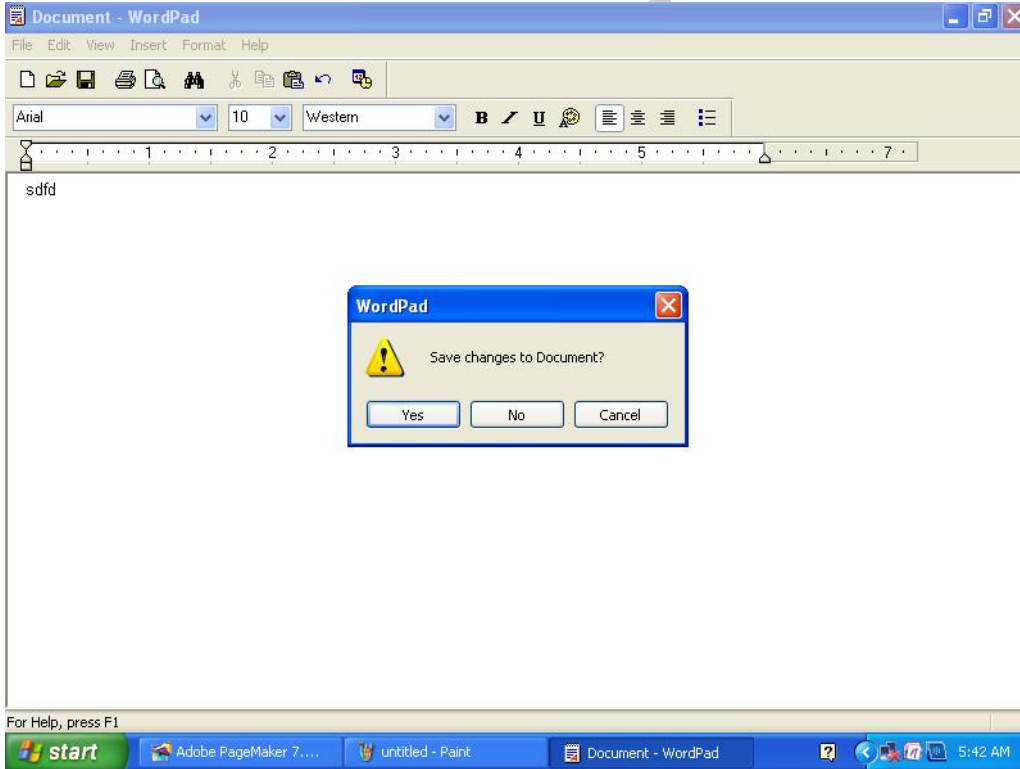 Document - WordPad
File Edit View Insert Format Help
Arial 10 Western B U
1 2 3 4 5 7
sdfd
WordPad
Save changes to Document?
Yes No Cancel
For Help, press F1
start Adobe PageMaker 7.... untitled - Paint Document - WordPad 5:42 AM